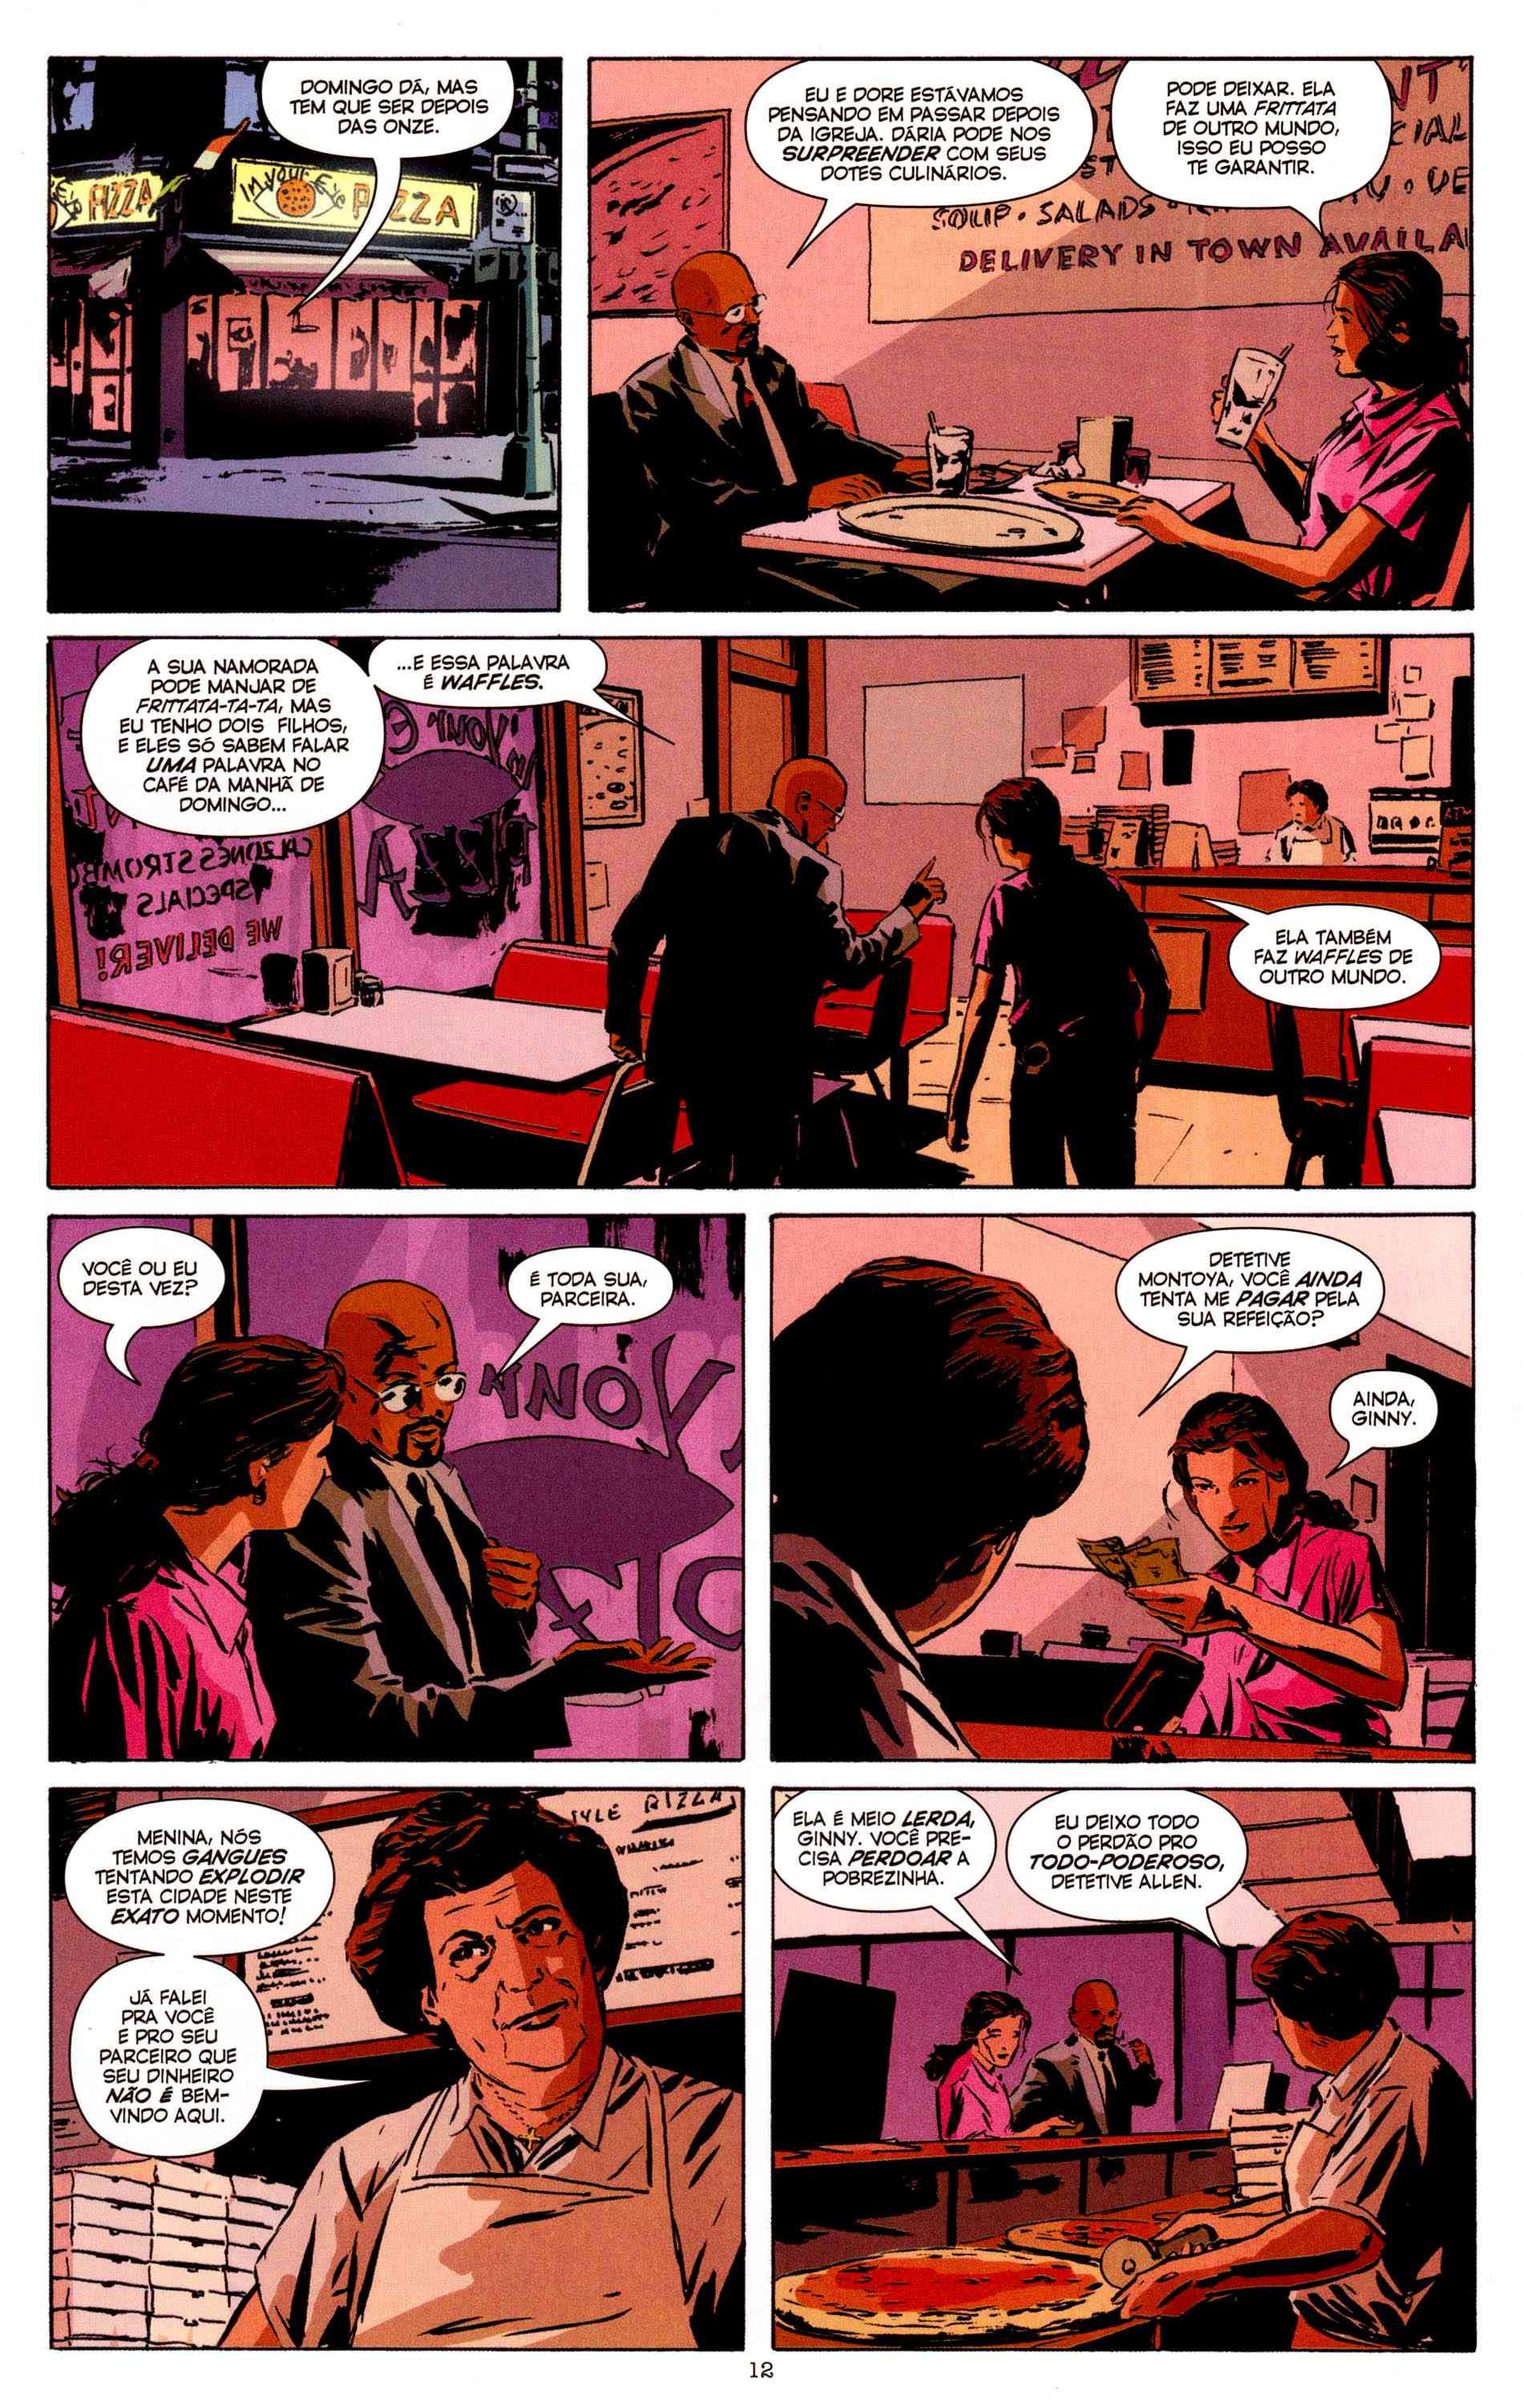 DOMINGO DÁ, MAS
TEM QUE SER DEPOIS
DAS ONZE.
PIZZA
IN YOUR EYE
PIZZA
EU E DORE ESTÁVAMOS
PENSANDO EM PASSAR DEPOIS
DA IGREJA. DÁRIA PODE NOS
SURPREENDER COM SEUS
DOTES CULINÁRIOS.
PODE DEIXAR. ELA
FAZ UMA FRITTATA
DE OUTRO MUNDO,
ISSO EU POSSO
TE GARANTIR.
SOUP • SALADS
DELIVERY IN TOWN AVAILA
A SUA NAMORADA
PODE MANJAR DE
FRITTATA-TA-TA, MAS
EU TENHO DOIS FILHOS,
E ELES SÓ SABEM FALAR
UMA PALAVRA NO
CAFÉ DA MANHÃ DE
DOMINGO...
...E ESSA PALAVRA
É WAFFLES.
CALZONES STROMBO
SPECIALS
WE DELIVER!
ELA TAMBÉM
FAZ WAFFLES DE
OUTRO MUNDO.
VOCÊ OU EU
DESTA VEZ?
É TODA SUA,
PARCEIRA.
DETETIVE
MONTOYA, VOCÊ AINDA
TENTA ME PAGAR PELA
SUA REFEIÇÃO?
AINDA,
GINNY.
MENINA, NÓS
TEMOS GANGUES
TENTANDO EXPLODIR
ESTA CIDADE NESTE
EXATO MOMENTO!
JÁ FALEI
PRA VOCÊ
E PRO SEU
PARCEIRO QUE
SEU DINHEIRO
NÃO É BEM-
VINDO AQUI.
YLE PIZZA
ELA É MEIO LERDA,
GINNY. VOCÊ PRE-
CISA PERDOAR A
POBREZINHA.
EU DEIXO TODO
O PERDÃO PRO
TODO-PODEROSO,
DETETIVE ALLEN.
12